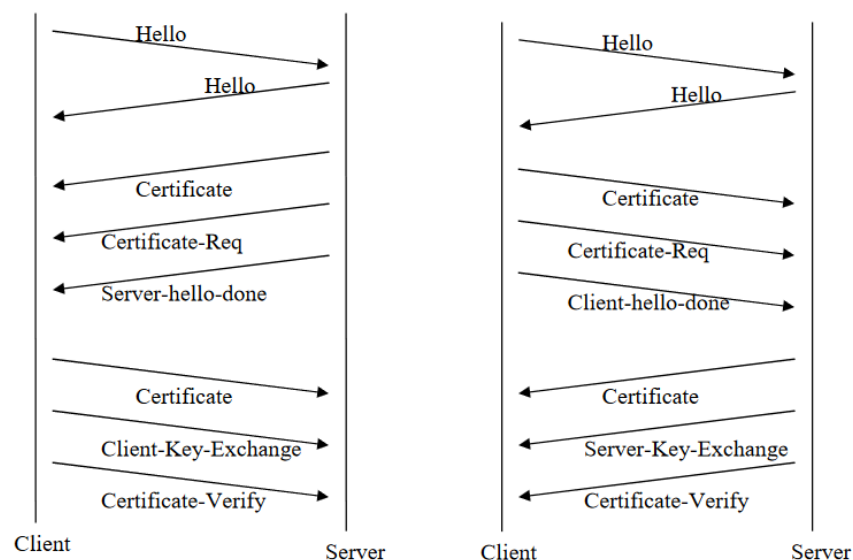 Hello
Hello
Certificate
Certificate-Req
Server-hello-done
Certificate
Client-Key-Exchange
Certificate-Verify
Client
Server
Hello
Hello
Certificate
Certificate-Req
Client-hello-done
Certificate
Server-Key-Exchange
Certificate-Verify
Client
Server